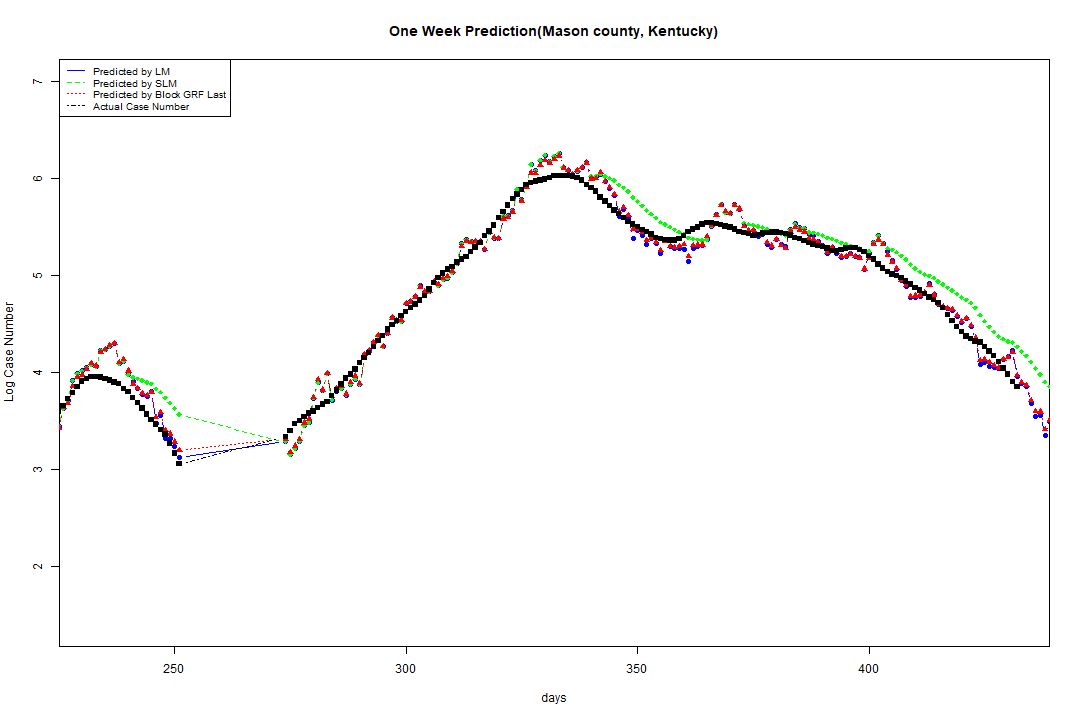 One Week Prediction(Mason county, Kentucky)
Predicted by LM
Predicted by SLM
Predicted by Block GRF Last
Actual Case Number
7
6
5
4
3
2
Log Case Number
250
300
350
400
days